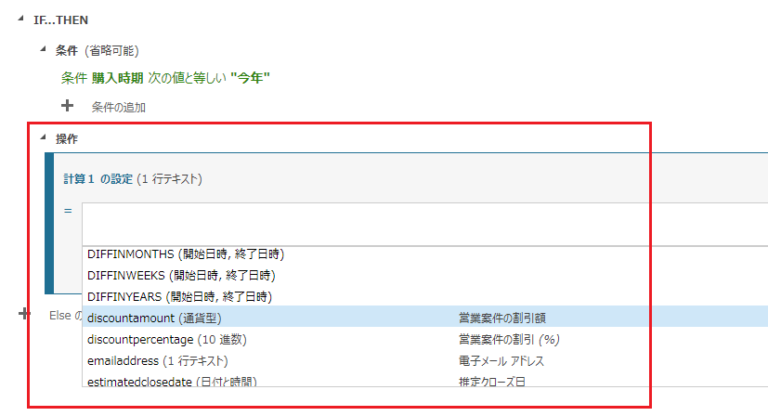 IF...THEN
条件 (省略可能)
条件 購入時期 次の値と等しい "今年"
条件の追加
操作
計算１ の設定 (1 行テキスト)
=
DIFFINMONTHS (開始日時, 終了日時)
DIFFINWEEKS (開始日時, 終了日時)
DIFFINYEARS (開始日時, 終了日時)
Else の
discountamount (通貨型) 営業案件の割引額
discountpercentage (10 進数) 営業案件の割引 (%)
emailaddress (1 行テキスト) 電子メール アドレス
estimatedclosedate (日付と時間) 推定クローズ日